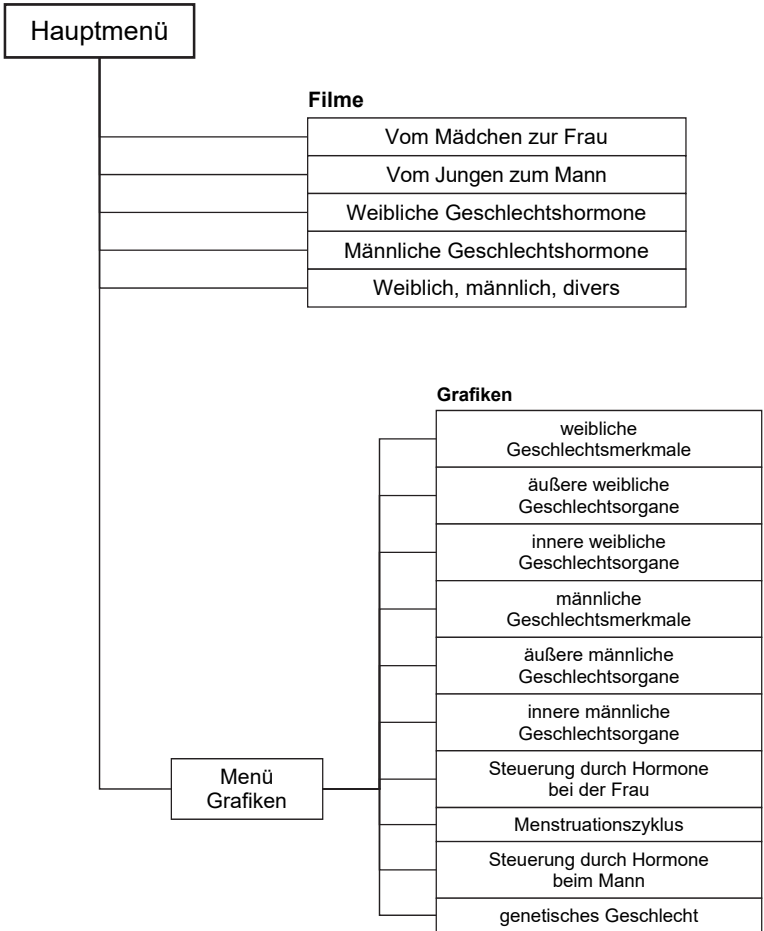 Hauptmenü
Filme
Vom Mädchen zur Frau
Vom Jungen zum Mann
Weibliche Geschlechtshormone
Männliche Geschlechtshormone
Weiblich, männlich, divers
Grafiken
weibliche
Geschlechtsmerkmale
äußere weibliche
Geschlechtsorgane
innere weibliche
Geschlechtsorgane
männliche
Geschlechtsmerkmale
äußere männliche
Geschlechtsorgane
innere männliche
Geschlechtsorgane
Menü
Grafiken
Steuerung durch Hormone
bei der Frau
Menstruationszyklus
Steuerung durch Hormone
beim Mann
genetisches Geschlecht